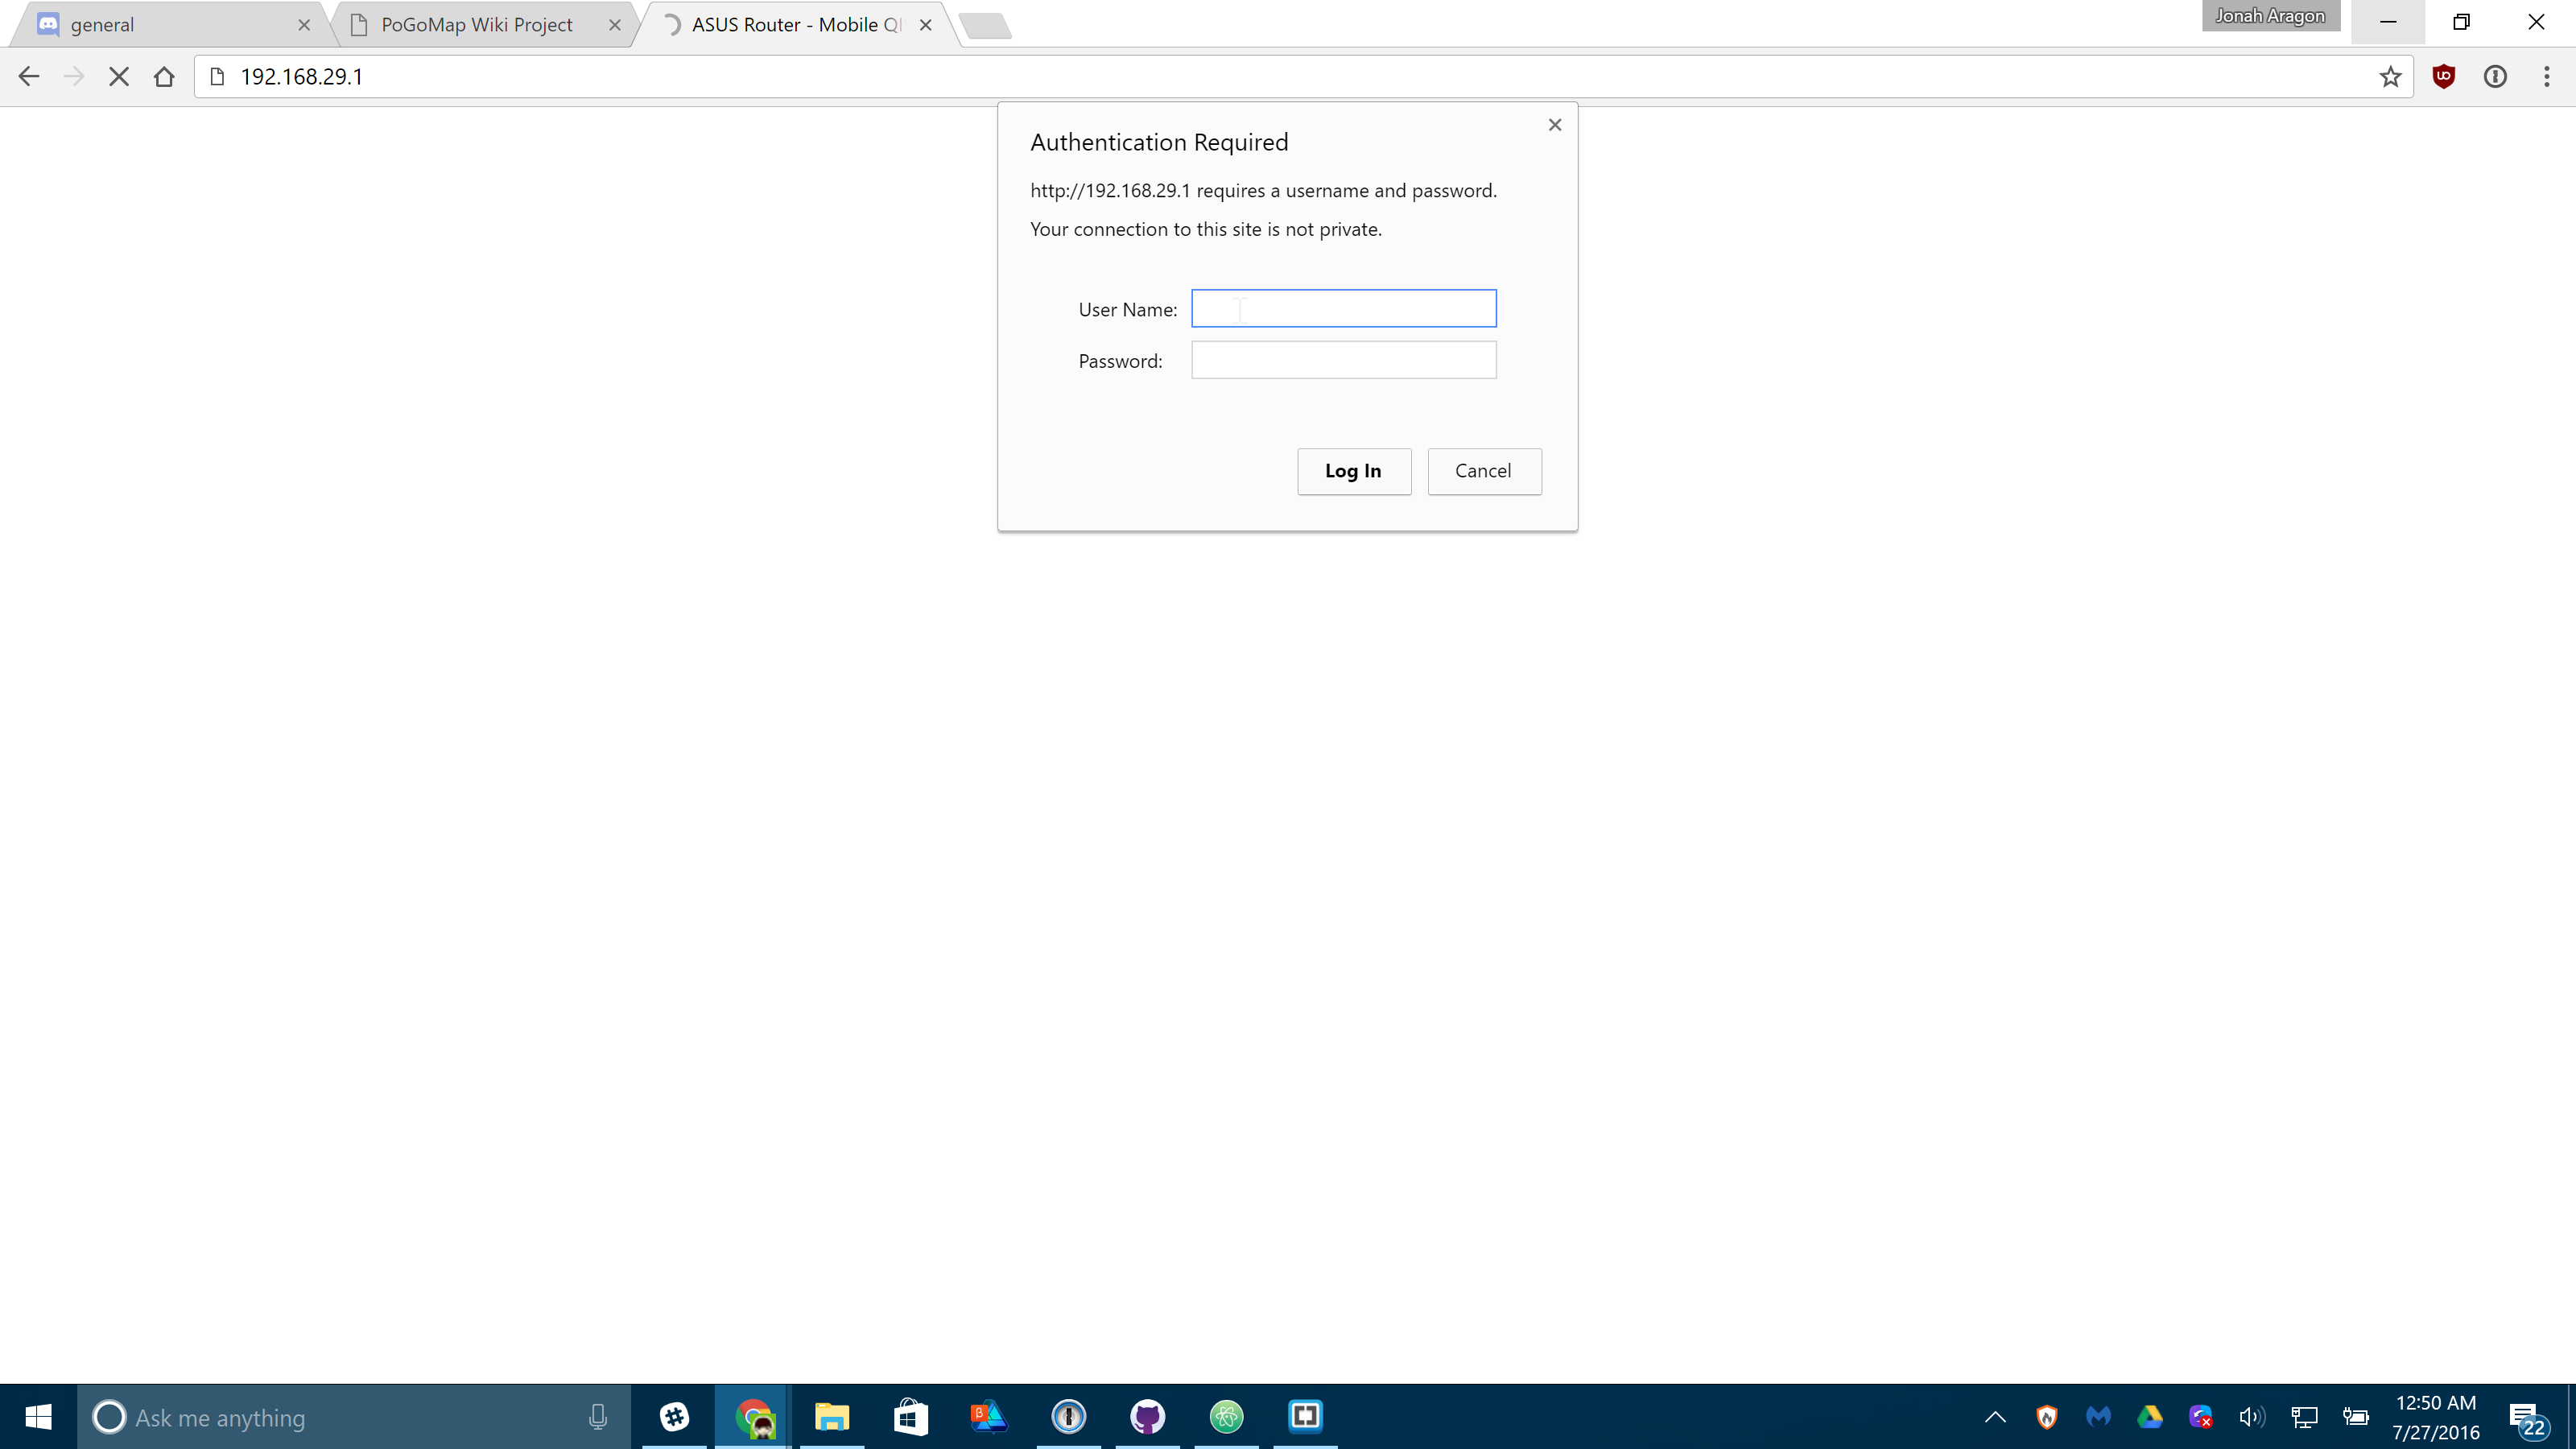 general
PoGoMap Wiki Project
ASUS Router - Mobile Q
Jonah Aragon
192.168.29.1
Authentication Required
http://192.168.29.1 requires a username and password.
Your connection to this site is not private.
User Name:
Password:
Log In
Cancel
Ask me anything
12:50 AM
7/27/2016
22